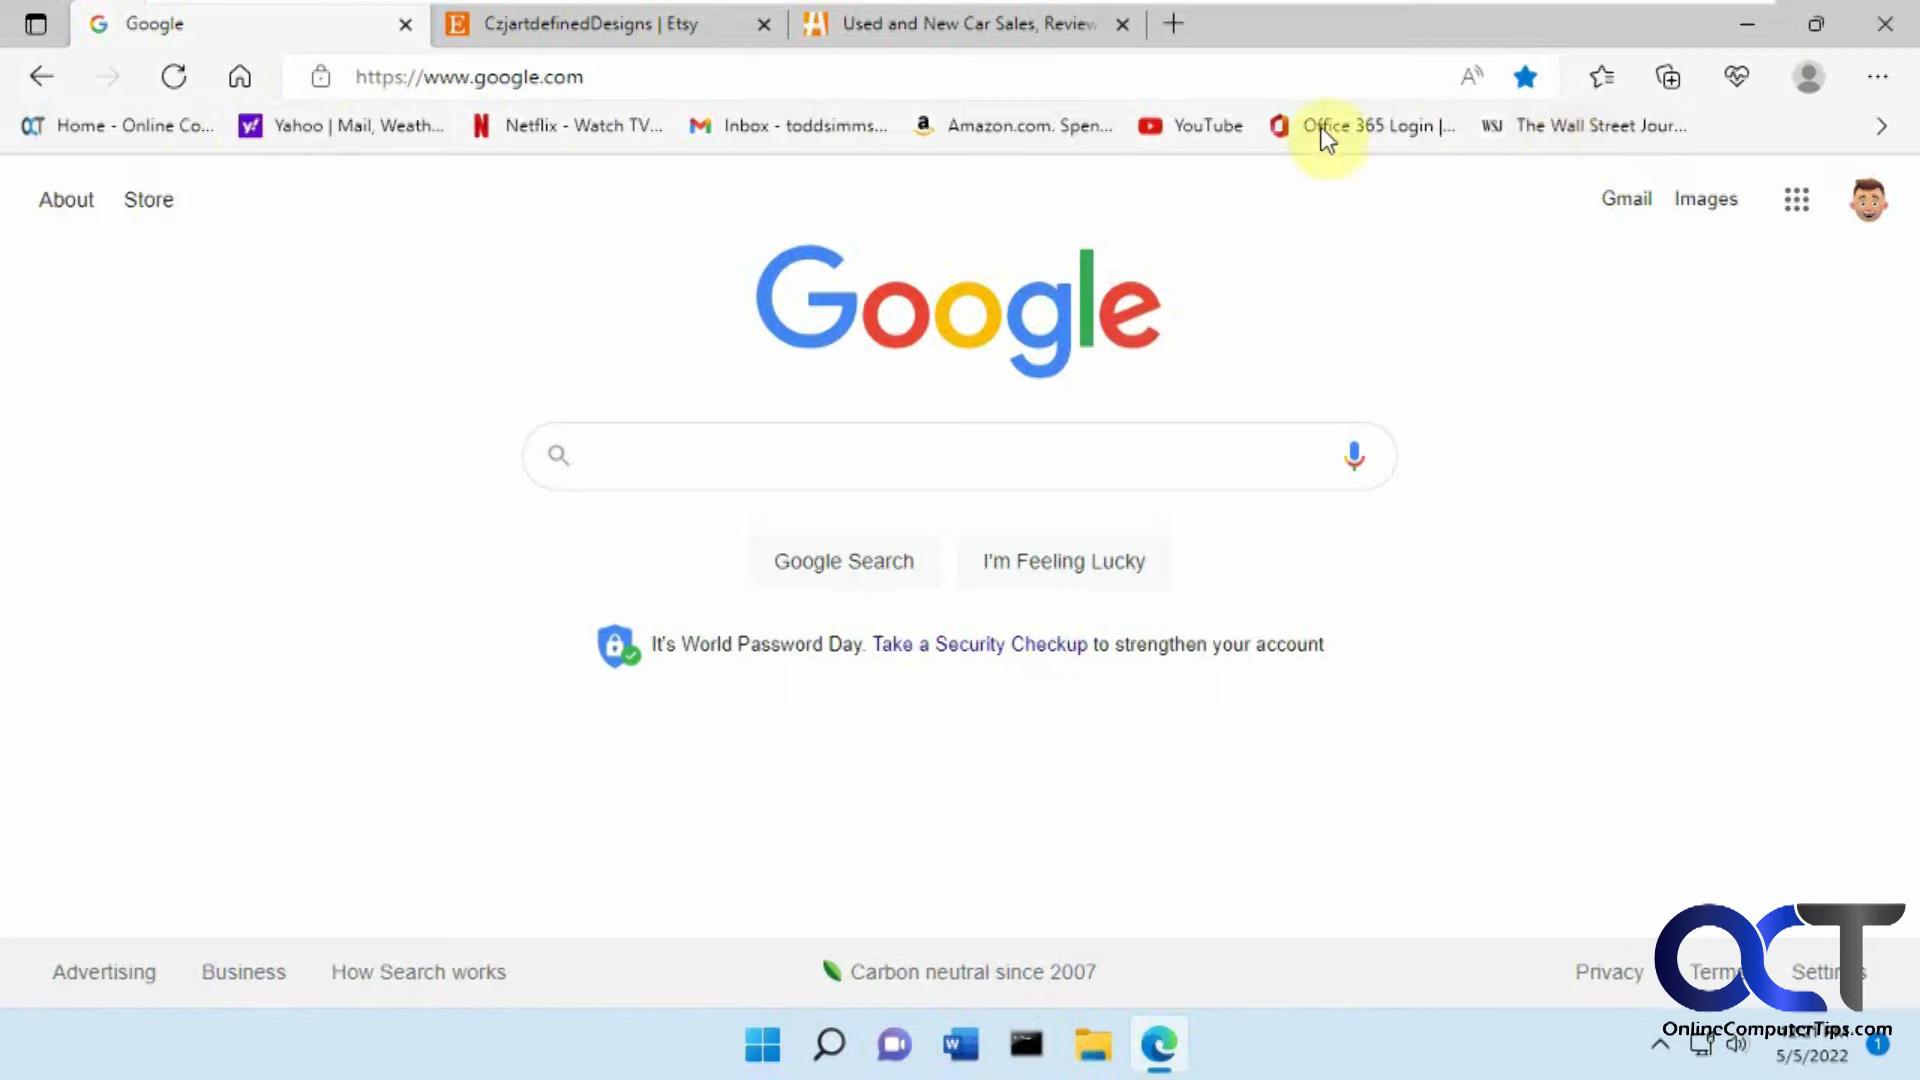 Google
CzjartdefinedDesigns | Etsy
Used and New Car Sales, Review
https://www.google.com
Home - Online Co...
Yahoo | Mail, Weath...
Netflix - Watch TV...
Inbox - toddsimms...
Amazon.com. Spen...
YouTube
Office 365 Login |...
WSJ The Wall Street Jour...
About
Store
Gmail
Images
Google
Google Search
I'm Feeling Lucky
It's World Password Day. Take a Security Checkup to strengthen your account
Advertising
Business
How Search works
Carbon neutral since 2007
Privacy
Terms
Settings
OCT
OnlineComputerTips.com
5/5/2022
1